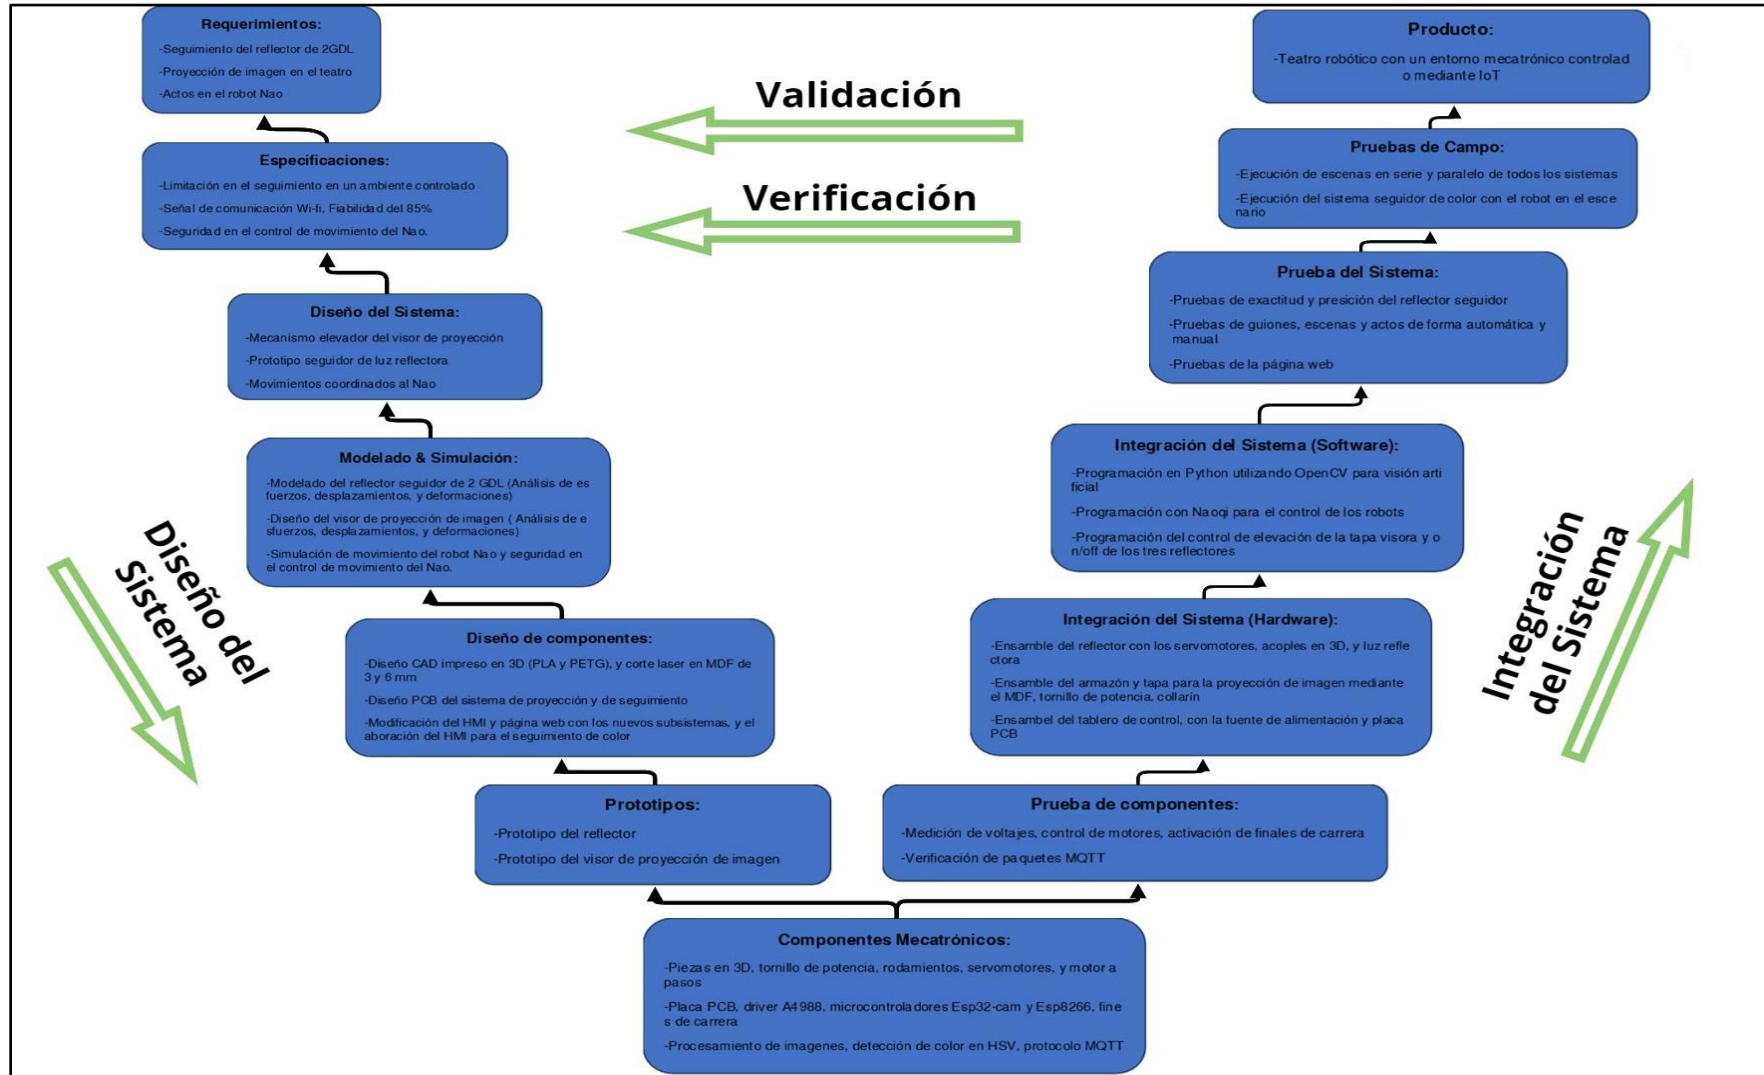 Requerimientos:
-Seguimiento del reflector de 2GDL
-Proyección de imagen en el teatro
-Actos en el robot Nao
Especificaciones:
-Limitación en el seguimiento en un ambiente controlado
-Señal de comunicación Wi-fi, Fiabilidad del 85%
-Seguridad en el control de movimiento del Nao.
Diseño del Sistema:
-Mecanismo elevador del visor de proyección
-Prototipo seguidor de luz reflectora
-Movimientos coordinados al Nao
Modelado & Simulación:
-Modelado del reflector seguidor de 2 GDL (Análisis de es
fuerzos, desplazamientos, y deformaciones)
-Diseño del visor de proyección de imagen ( Análisis de e
sfuerzos, desplazamientos, y deformaciones)
-Simulación de movimiento del robot Nao y seguridad en
el control de movimiento del Nao.
Diseño de componentes:
-Diseño CAD impreso en 3D (PLA y PETG), y corte laser en MDF de
3 y 6 mm
-Diseño PCB del sistema de proyección y de seguimiento
-Modificación del HMI y página web con los nuevos subsistemas, y el
aboración del HMI para el seguimiento de color
Prototipos:
-Prototipo del reflector
-Prototipo del visor de proyección de imagen
Componentes Mecatrónicos:
-Piezas en 3D, tornillo de potencia, rodamientos, servomotores, y motor a
pasos
-Placa PCB, driver A4988, microcontroladores Esp32-cam y Esp8266, fine
s de carrera
-Procesamiento de imagenes, detección de color en HSV, protocolo MQTT
Prueba de componentes:
-Medición de voltajes, control de motores, activación de finales de carrera
-Verificación de paquetes MQTT
Integración del Sistema (Hardware):
-Ensamble del reflector con los servomotores, acoples en 3D, y luz refle
ctora
-Ensamble del armazón y tapa para la proyección de imagen mediante
el MDF, tornillo de potencia, collarín
-Ensambel del tablero de control, con la fuente de alimentación y placa
PCB
Integración del Sistema (Software):
-Programación en Python utilizando OpenCV para visión arti
ficial
-Programación con Naoqi para el control de los robots
-Programación del control de elevación de la tapa visora y o
n/off de los tres reflectores
Prueba del Sistema:
-Pruebas de exactitud y presición del reflector seguidor
-Pruebas de guiones, escenas y actos de forma automática y
manual
-Pruebas de la página web
Pruebas de Campo:
-Ejecución de escenas en serie y paralelo de todos los sistemas
-Ejecución del sistema seguidor de color con el robot en el esce
nario
Producto:
-Teatro robótico con un entorno mecatrónico controlad
o mediante IoT
Validación
Verificación
Diseño del
Sistema
Integración
del Sistema